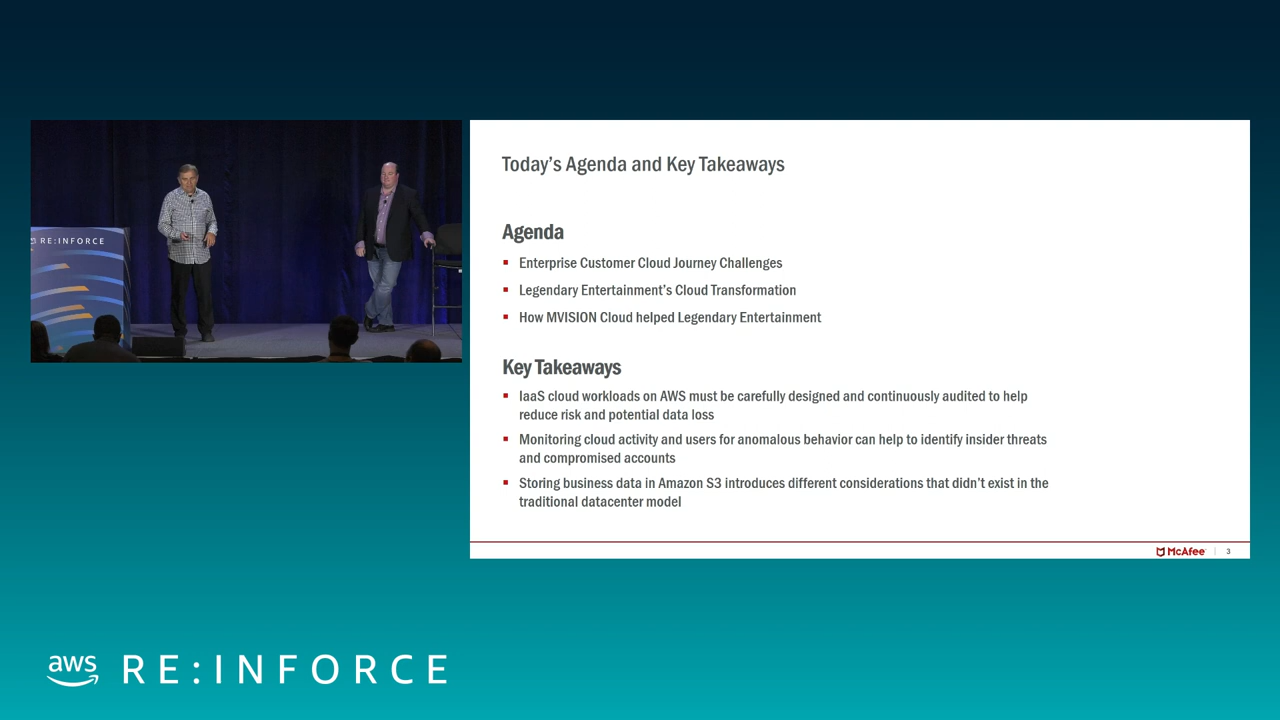 RE:INFORCE
Today's Agenda and Key Takeaways
Agenda
▪ Enterprise Customer Cloud Journey Challenges
▪ Legendary Entertainment's Cloud Transformation
▪ How MVISION Cloud helped Legendary Entertainment
Key Takeaways
▪ IaaS cloud workloads on AWS must be carefully designed and continuously audited to help
reduce risk and potential data loss
▪ Monitoring cloud activity and users for anomalous behavior can help to identify insider threats
and compromised accounts
▪ Storing business data in Amazon S3 introduces different considerations that didn't exist in the
traditional datacenter model
McAfee | 3
aws RE:INFORCE